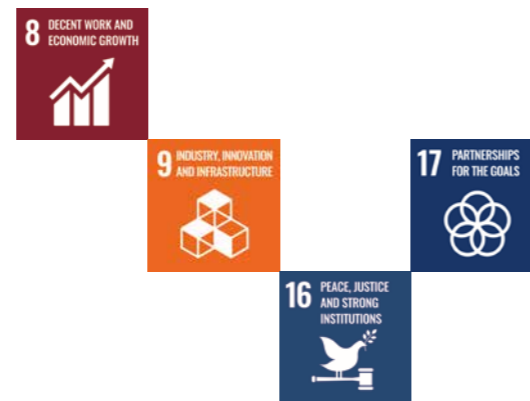 8 DECENT WORK AND
ECONOMIC GROWTH
9 INDUSTRY, INNOVATION
AND INFRASTRUCTURE
17 PARTNERSHIPS
FOR THE GOALS
16 PEACE, JUSTICE
AND STRONG
INSTITUTIONS